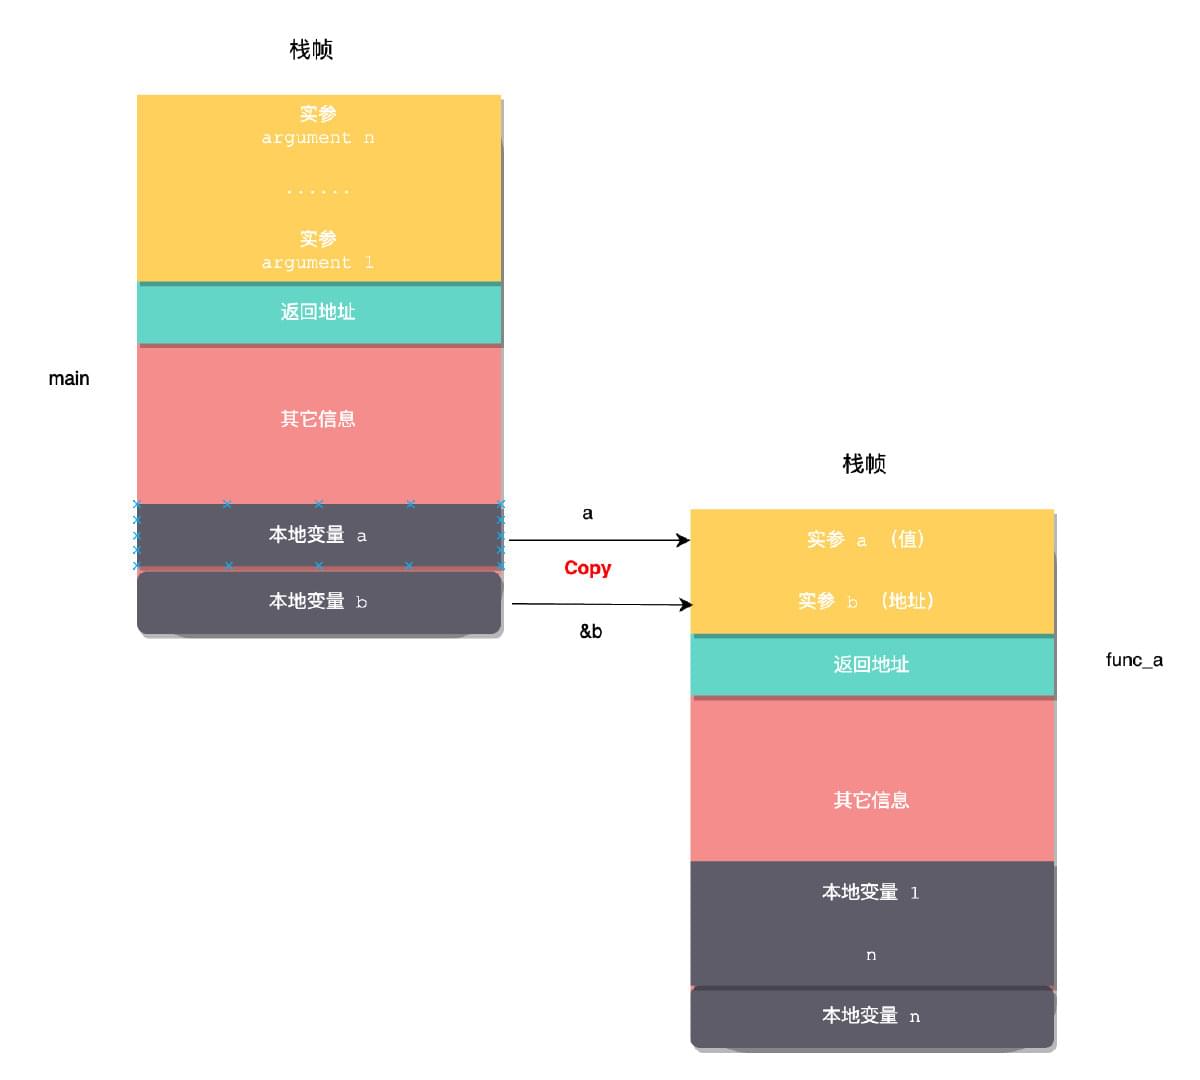 栈帧
实参
argument n
......
实参
argument 1
返回地址
main
其它信息
本地变量 a
本地变量 b
a
Copy
&b
栈帧
实参 a （值）
实参 b （地址）
返回地址
func_a
其它信息
本地变量 1
n
本地变量 n